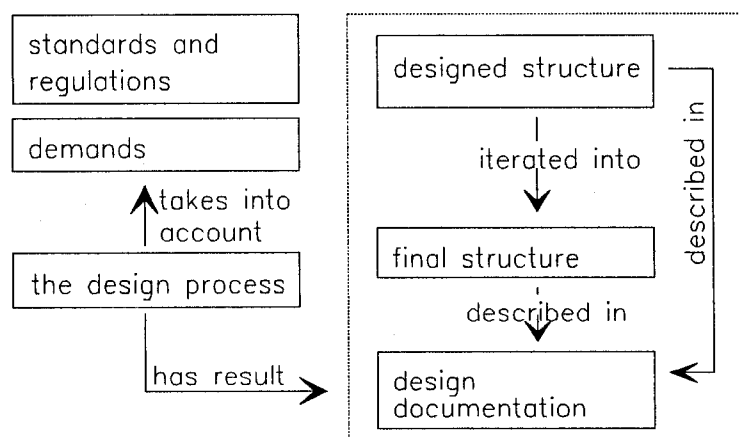 standards and
regulations
demands
takes into
account
the design process
has result
designed structure
iterated into
final structure
described in
design
documentation
described in